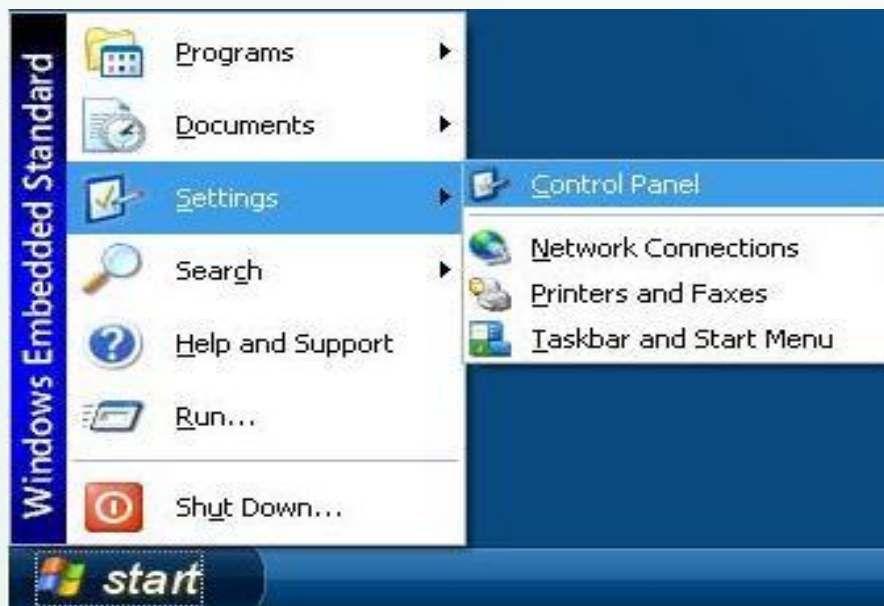 Windows Embedded Standard
Programs
Documents
Settings
Search
Help and Support
Run...
Shut Down...
Control Panel
Network Connections
Printers and Faxes
Taskbar and Start Menu
start